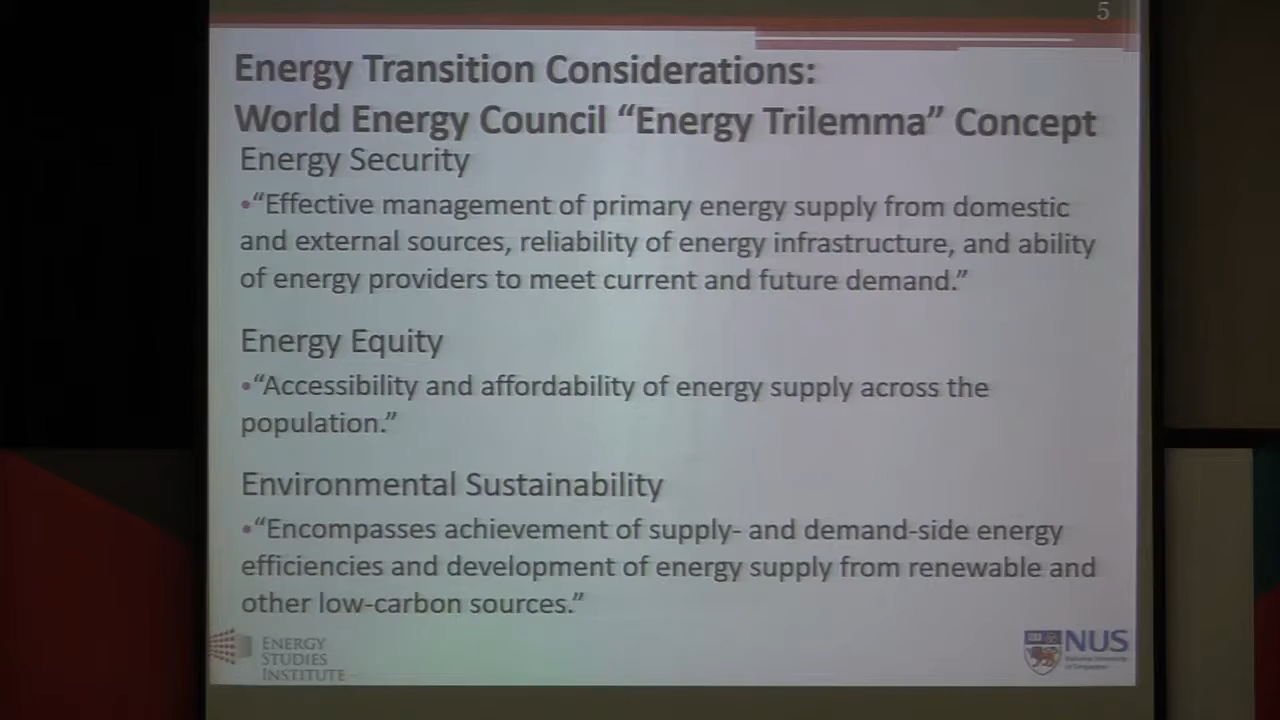 5
Energy Transition Considerations:
World Energy Council “Energy Trilemma” Concept
Energy Security
•“Effective management of primary energy supply from domestic
and external sources, reliability of energy infrastructure, and ability
of energy providers to meet current and future demand.”
Energy Equity
•“Accessibility and affordability of energy supply across the
population.”
Environmental Sustainability
•“Encompasses achievement of supply- and demand-side energy
efficiencies and development of energy supply from renewable and
other low-carbon sources.”
ENERGY
STUDIES
INSTITUTE
NUS
National University
of Singapore